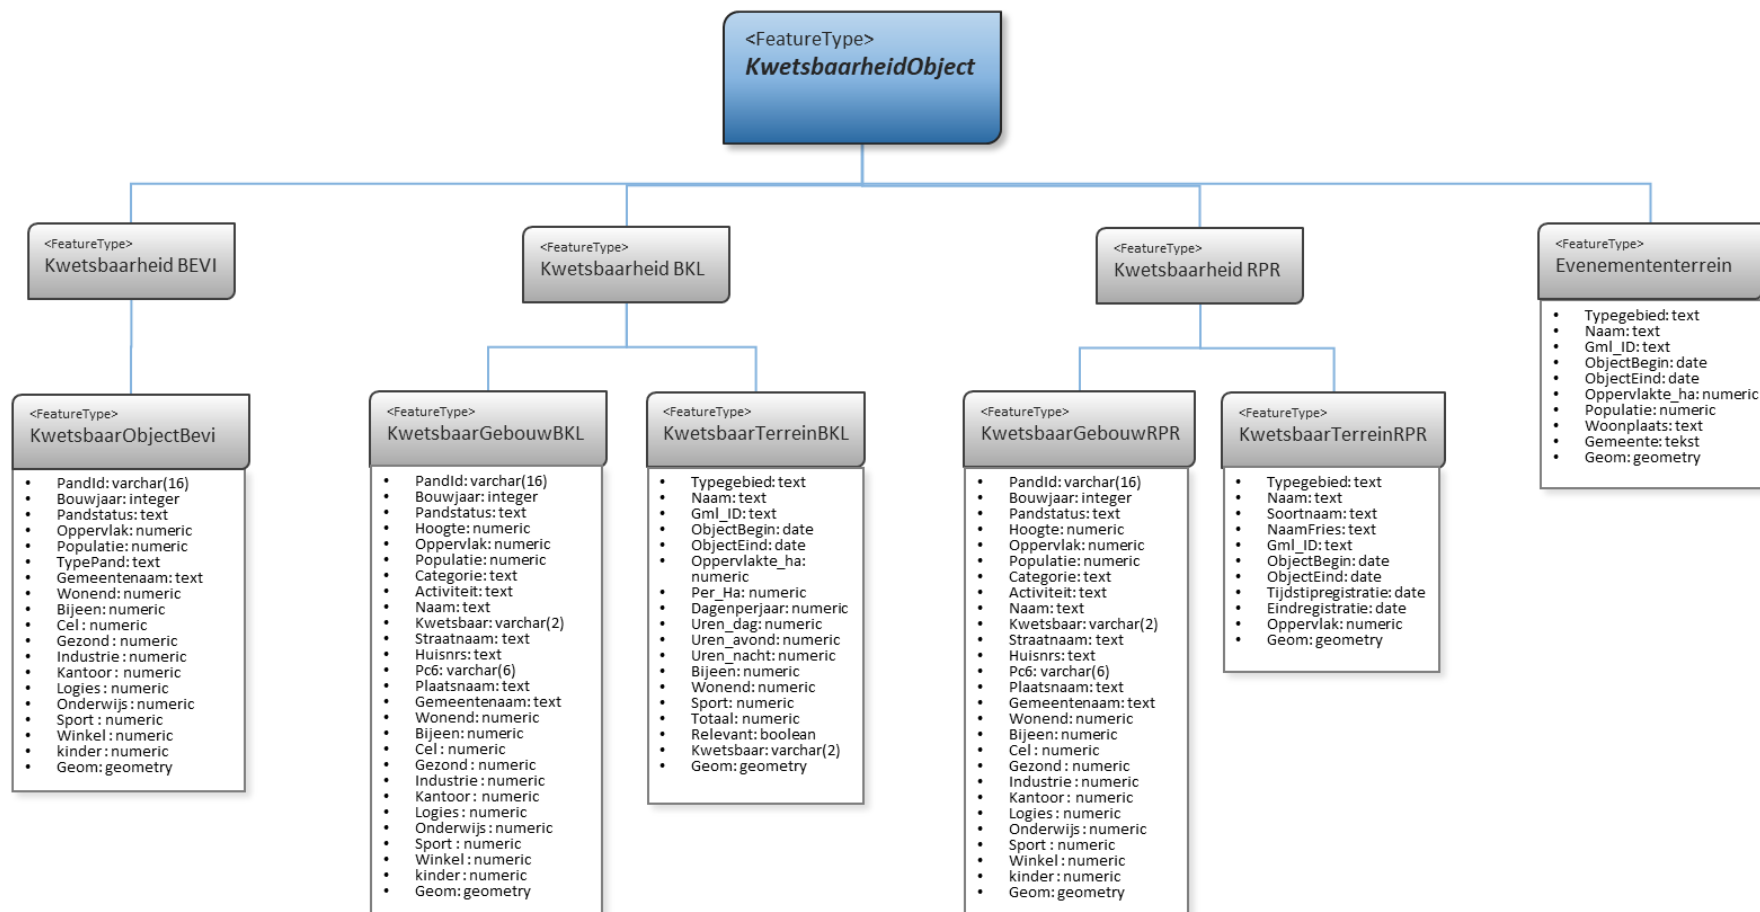 <FeatureType>
KwetsbaarheidObject
<FeatureType>
Kwetsbaarheid BEVI
<FeatureType>
Kwetsbaarheid BKL
<FeatureType>
Kwetsbaarheid RPR
<FeatureType>
Evenemententerrein
• Typegebied: text
• Naam: text
• Gml_ID: text
• ObjectBegin: date
• ObjectEind: date
• Oppervlakte_ha: numeric
• Populatie: numeric
• Woonplaats: text
• Gemeente: tekst
• Geom: geometry
<FeatureType>
KwetsbaarObjectBevi
• PandId: varchar(16)
• Bouwjaar: integer
• Pandstatus: text
• Oppervlak: numeric
• Populatie: numeric
• TypePand: text
• Gemeentenaam: text
• Wonend: numeric
• Bijeen: numeric
• Cel : numeric
• Gezond : numeric
• Industrie : numeric
• Kantoor : numeric
• Logies : numeric
• Onderwijs : numeric
• Sport : numeric
• Winkel : numeric
• kinder : numeric
• Geom: geometry
<FeatureType>
KwetsbaarGebouwBKL
• PandId: varchar(16)
• Bouwjaar: integer
• Pandstatus: text
• Hoogte: numeric
• Oppervlak: numeric
• Populatie: numeric
• Categorie: text
• Activiteit: text
• Naam: text
• Kwetsbaar: varchar(2)
• Straatnaam: text
• Huisnrs: text
• Pc6: varchar(6)
• Plaatsnaam: text
• Gemeentenaam: text
• Wonend: numeric
• Bijeen: numeric
• Cel : numeric
• Gezond : numeric
• Industrie : numeric
• Kantoor : numeric
• Logies : numeric
• Onderwijs : numeric
• Sport : numeric
• Winkel : numeric
• kinder : numeric
• Geom: geometry
<FeatureType>
KwetsbaarTerreinBKL
• Typegebied: text
• Naam: text
• Gml_ID: text
• ObjectBegin: date
• ObjectEind: date
• Oppervlakte_ha:
numeric
• Per_Ha: numeric
• Dagenperjaar: numeric
• Uren_dag: numeric
• Uren_avond: numeric
• Uren_nacht: numeric
• Bijeen: numeric
• Wonend: numeric
• Sport: numeric
• Totaal: numeric
• Relevant: boolean
• Kwetsbaar: varchar(2)
• Geom: geometry
<FeatureType>
KwetsbaarGebouwRPR
• PandId: varchar(16)
• Bouwjaar: integer
• Pandstatus: text
• Hoogte: numeric
• Oppervlak: numeric
• Populatie: numeric
• Categorie: text
• Activiteit: text
• Naam: text
• Kwetsbaar: varchar(2)
• Straatnaam: text
• Huisnrs: text
• Pc6: varchar(6)
• Plaatsnaam: text
• Gemeentenaam: text
• Wonend: numeric
• Bijeen: numeric
• Cel : numeric
• Gezond : numeric
• Industrie : numeric
• Kantoor : numeric
• Logies : numeric
• Onderwijs : numeric
• Sport : numeric
• Winkel : numeric
• kinder : numeric
• Geom: geometry
<FeatureType>
KwetsbaarTerreinRPR
• Typegebied: text
• Naam: text
• Soortnaam: text
• NaamFries: text
• Gml_ID: text
• ObjectBegin: date
• ObjectEind: date
• Tijdstipregistratie: date
• Eindregistratie: date
• Oppervlak: numeric
• Geom: geometry